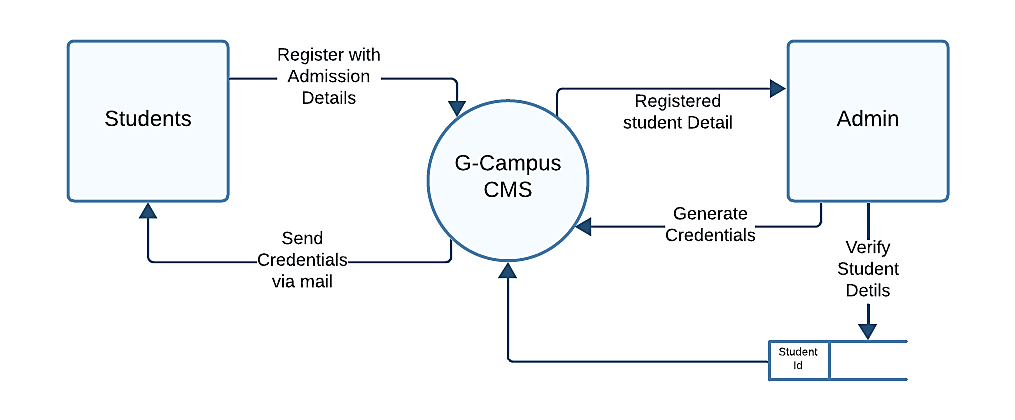 Register with
Admission
Details
Students
Registered
student Detail
Admin
G-Campus
CMS
Generate
Credentials
Send
Credentials
via mail
Verify
Student
Detils
Student
Id